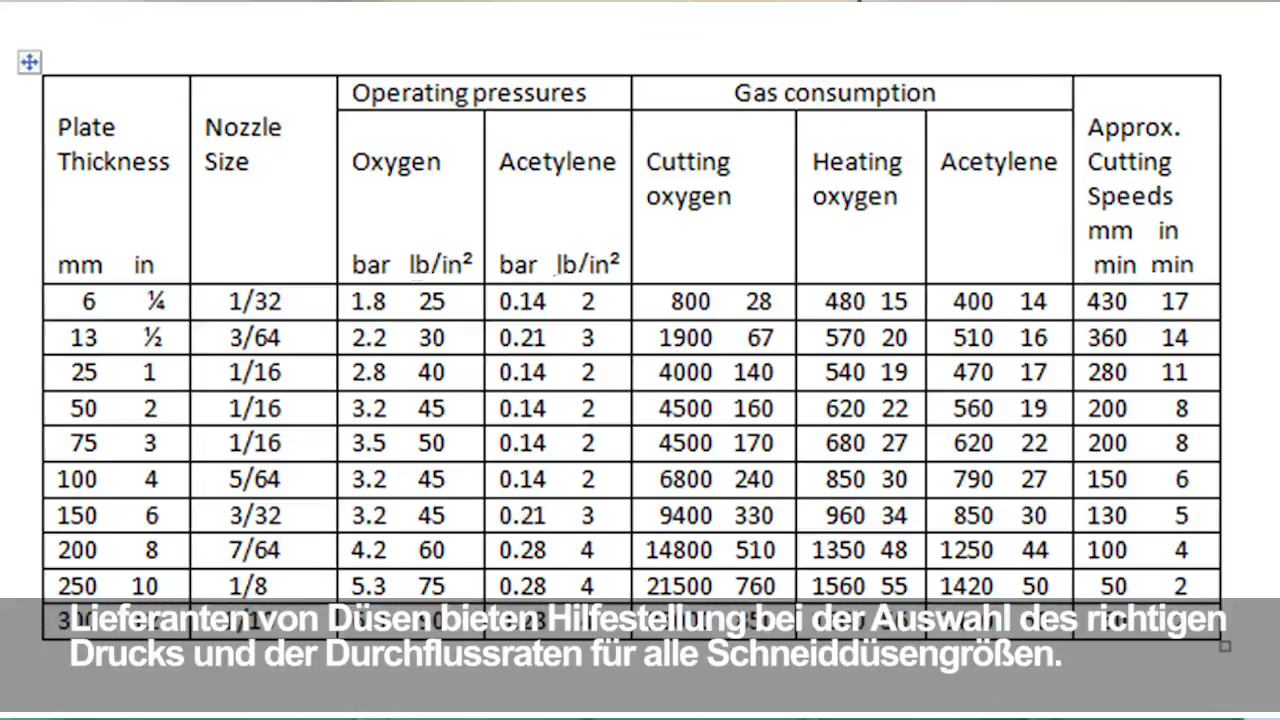 Operating pressures Gas consumption
Plate Nozzle Approx.
Thickness Size Oxygen Acetylene Cutting Heating Acetylene Cutting
oxygen oxygen Speeds
mm in
mm in bar lb/in² bar lb/in² min min
6 ¼ 1/32 1.8 25 0.14 2 800 28 480 15 400 14 430 17
13 ½ 3/64 2.2 30 0.21 3 1900 67 570 20 510 16 360 14
25 1 1/16 2.8 40 0.14 2 4000 140 540 19 470 17 280 11
50 2 1/16 3.2 45 0.14 2 4500 160 620 22 560 19 200 8
75 3 1/16 3.5 50 0.14 2 4500 170 680 27 620 22 200 8
100 4 5/64 3.2 45 0.14 2 6800 240 850 30 790 27 150 6
150 6 3/32 3.2 45 0.21 3 9400 330 960 34 850 30 130 5
200 8 7/64 4.2 60 0.28 4 14800 510 1350 48 1250 44 100 4
250 10 1/8 5.3 75 0.28 4 21500 760 1560 55 1420 50 50 2
Lieferanten von Düsen bieten Hilfestellung bei der Auswahl des richtigen
Drucks und der Durchflussraten für alle Schneiddüsengrößen.